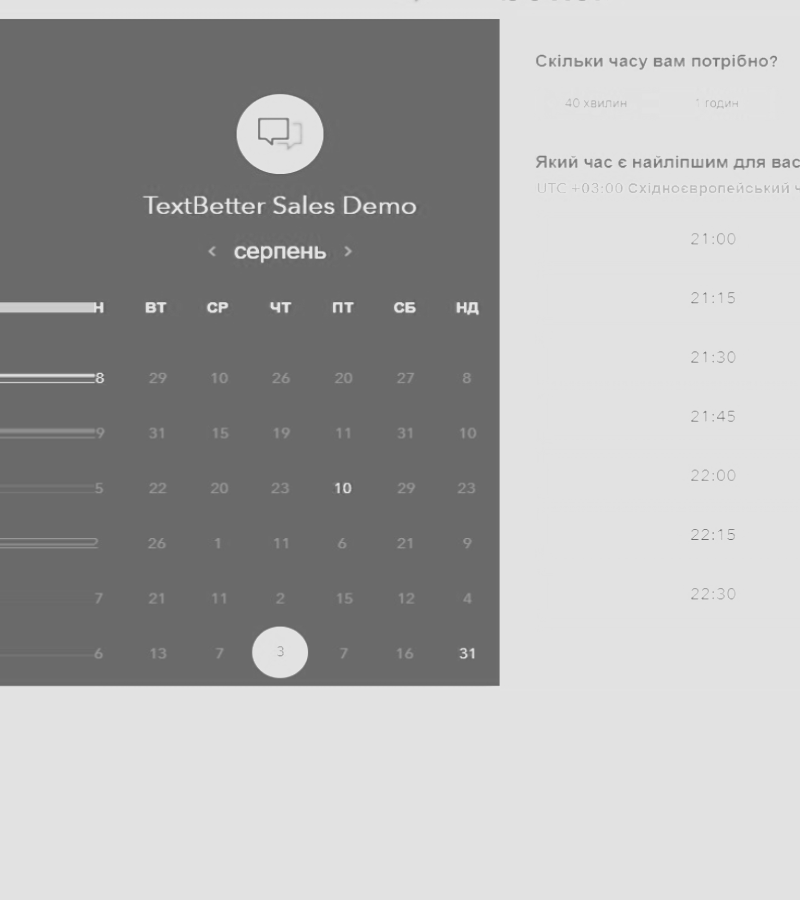 TextBetter Sales Demo
< серпень >
Н ВТ СР ЧТ ПТ СБ НД
8 29 10 26 20 27 8
9 31 15 19 11 31 10
5 22 20 23 10 29 23
26 1 11 6 21 9
7 21 11 2 15 12 4
6 13 7 3 7 16 31
Скільки часу вам потрібно?
40 хвилин 1 годин
Який час є найліпшим для вас
UTC +03:00 Східноєвропейський ч
21:00
21:15
21:30
21:45
22:00
22:15
22:30